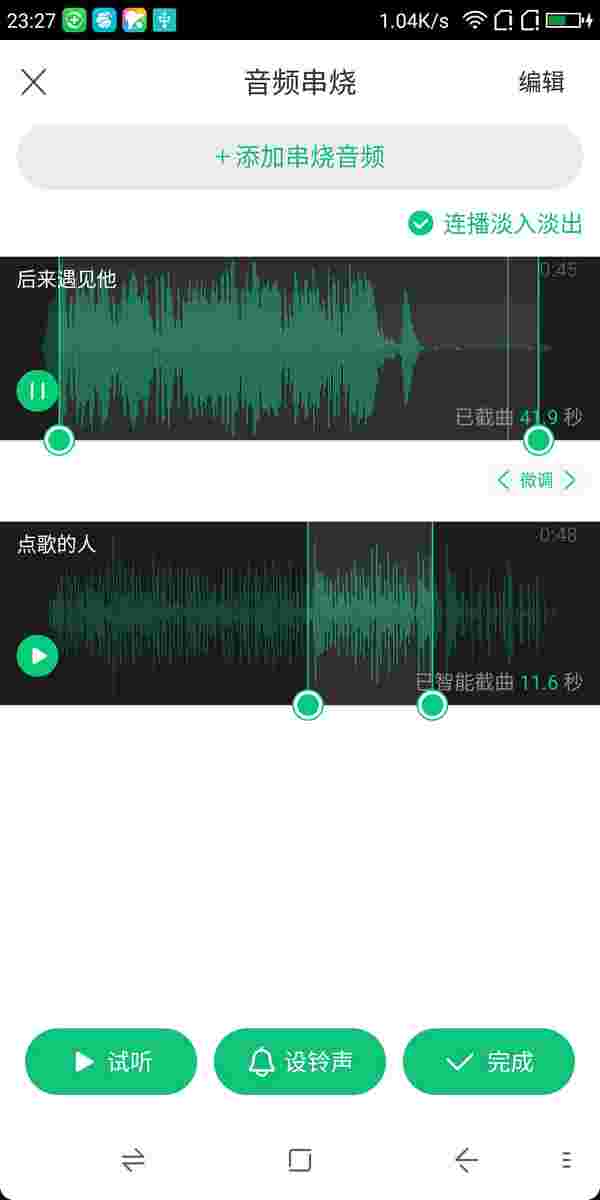 23:27
1.04K/s
音频串烧
编辑
+添加串烧音频
连播淡入淡出
后来遇见他
0:45
已截曲 41.9 秒
微调
点歌的人
0:48
已智能截曲 11.6 秒
试听
设铃声
完成